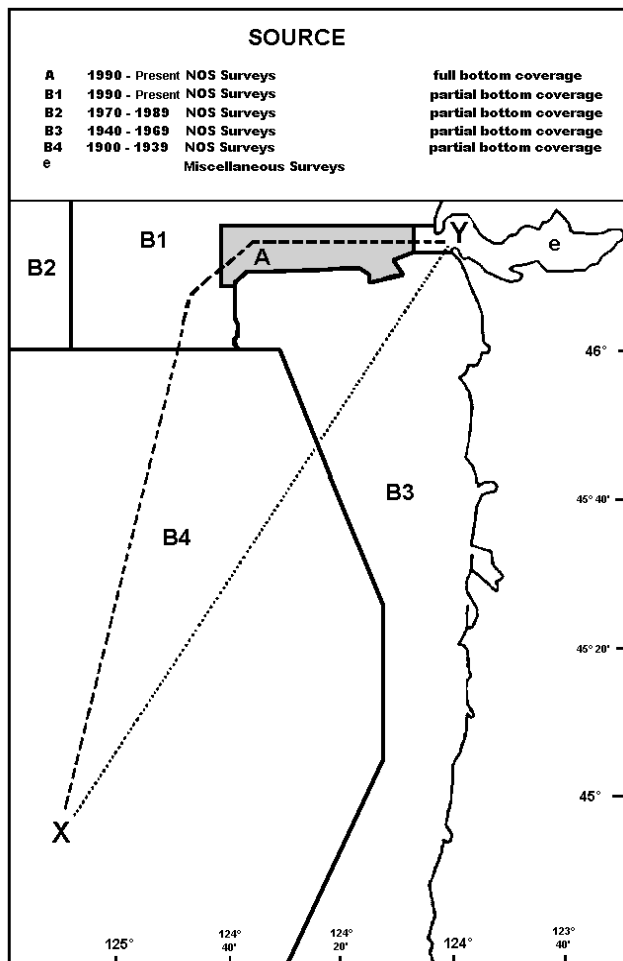 SOURCE
A 1990 - Present NOS Surveys full bottom coverage
B1 1990 - Present NOS Surveys partial bottom coverage
B2 1970 - 1989 NOS Surveys partial bottom coverage
B3 1940 - 1969 NOS Surveys partial bottom coverage
B4 1900 - 1939 NOS Surveys partial bottom coverage
e Miscellaneous Surveys
B1
Y
e
B2
A
46°
B3
45° 40'
B4
45° 20'
45°
X
125°
124°
40'
124°
20'
124°
123°
40'